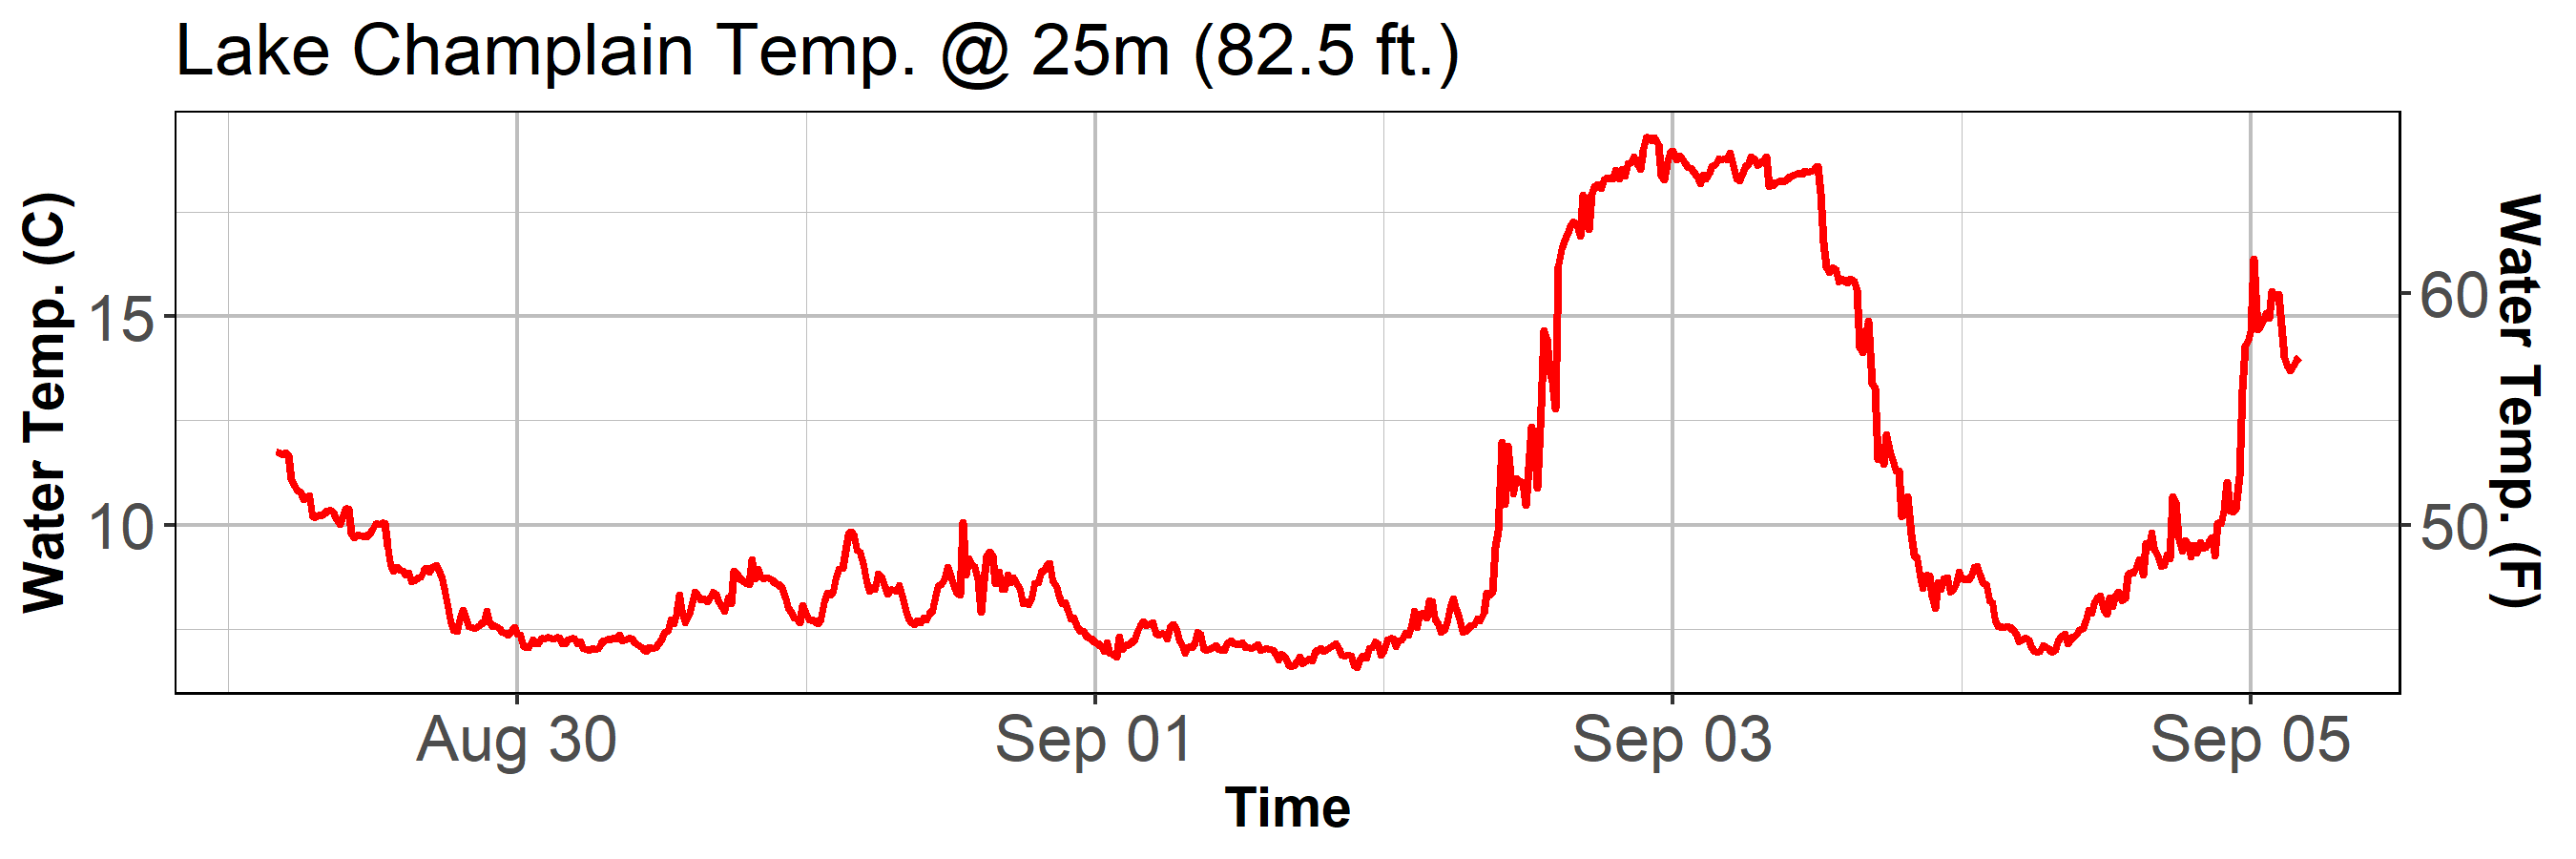 Lake Champlain Temp. @ 25m (82.5 ft.)
Water Temp. (C)
15
10
60
50
Water Temp. (F)
Aug 30
Sep 01
Sep 03
Sep 05
Time